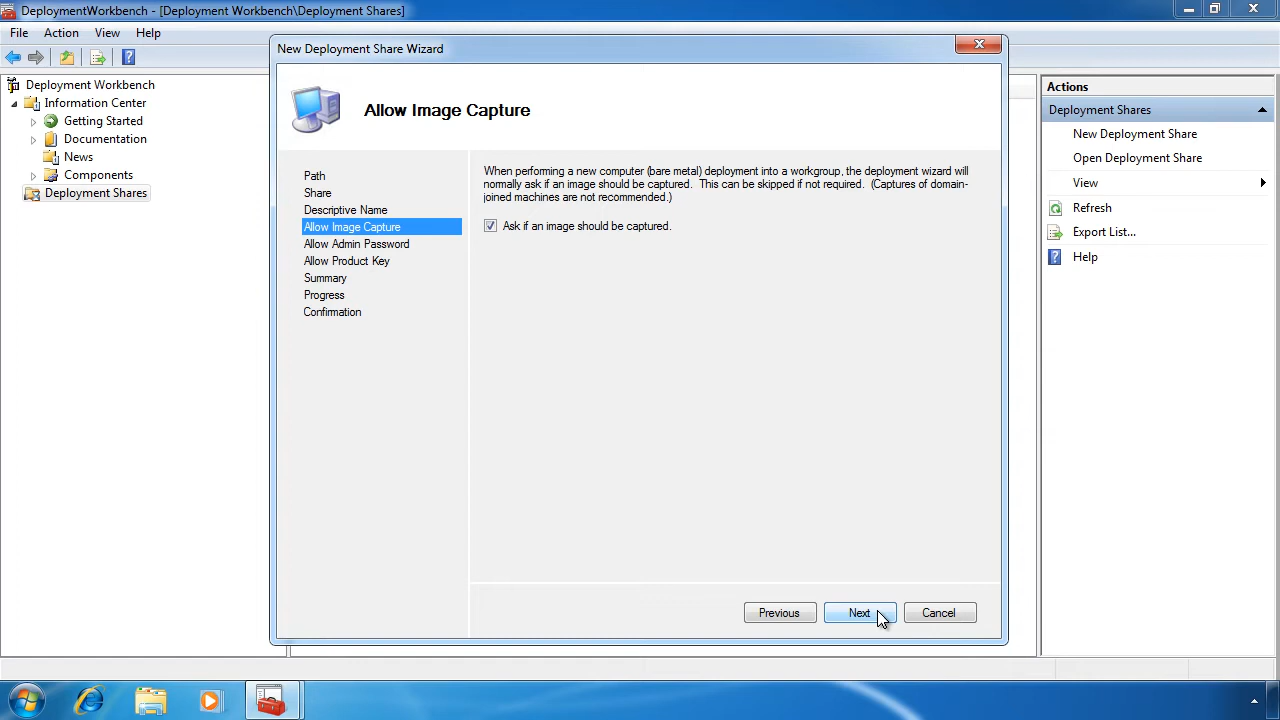 DeploymentWorkbench - [Deployment Workbench\Deployment Shares]
File Action View Help
New Deployment Share Wizard
Deployment Workbench
Information Center
Getting Started
Documentation
News
Components
Deployment Shares
Allow Image Capture
Path
Share
Descriptive Name
Allow Image Capture
Allow Admin Password
Allow Product Key
Summary
Progress
Confirmation
When performing a new computer (bare metal) deployment into a workgroup, the deployment wizard will
normally ask if an image should be captured. This can be skipped if not required. (Captures of domain-
joined machines are not recommended.)
Ask if an image should be captured.
Previous Next Cancel
Actions
Deployment Shares
New Deployment Share
Open Deployment Share
View
Refresh
Export List...
Help